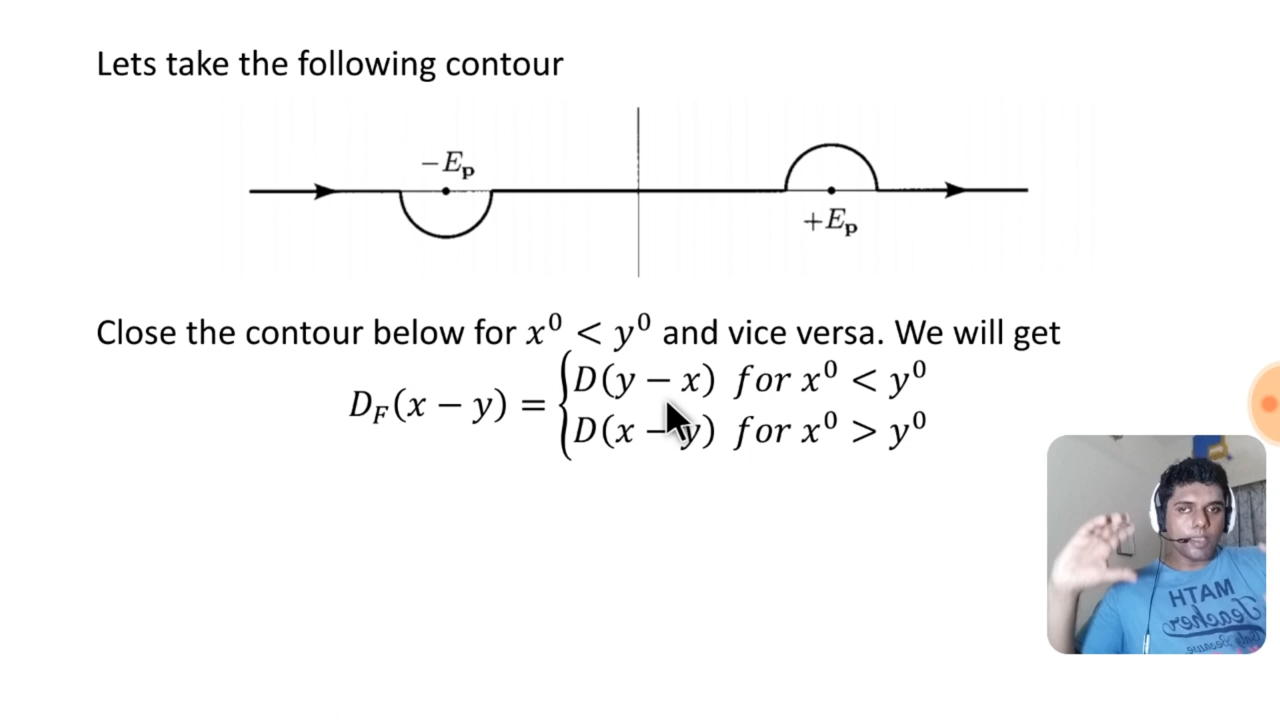 Lets take the following contour
−E_p
+E_p
Close the contour below for x⁰ < y⁰ and vice versa. We will get
D_F(x − y) = { D(y − x) for x⁰ < y⁰
D(x − y) for x⁰ > y⁰
HTAM
Teacher